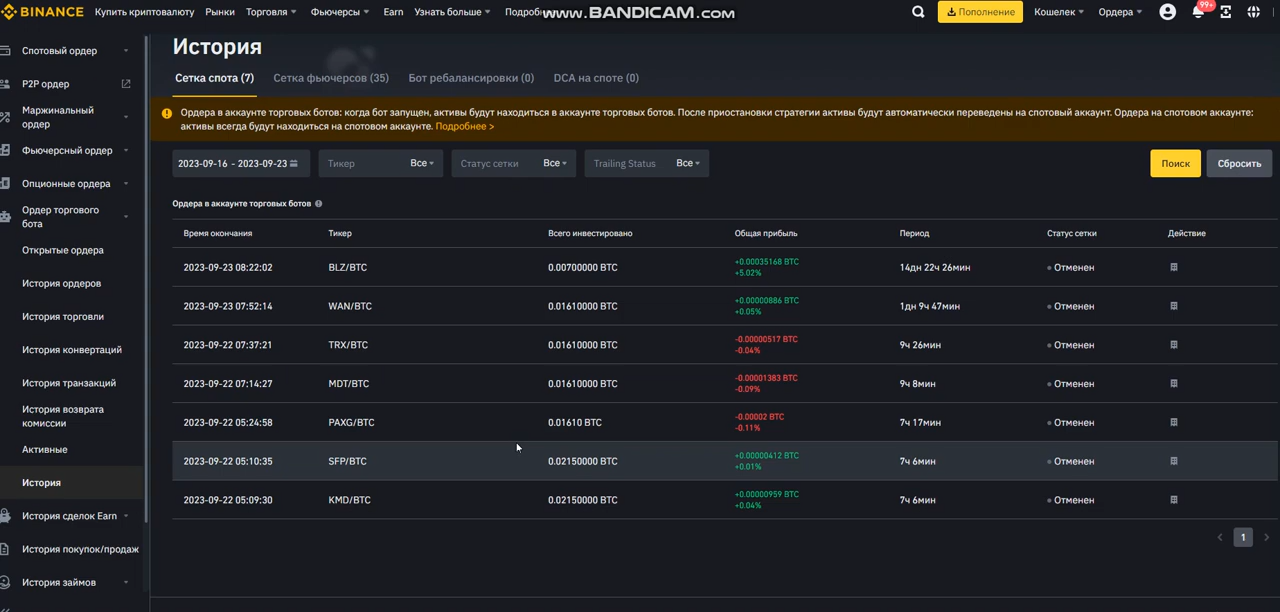 BINANCE Купить криптовалюту Рынки Торговля Фьючерсы Earn Узнать больше Подроб www.BANDICAM.com Пополнение Кошелек Ордера 99+
История
Спотовый ордер
Сетка спота (7) Сетка фьючерсов (35) Бот ребалансировки (0) DCA на споте (0)
P2P ордер
Маржинальный
ордер
Ордера в аккаунте торговых ботов: когда бот запущен, активы будут находиться в аккаунте торговых ботов. После приостановки стратегии активы будут автоматически переведены на спотовый аккаунт. Ордера на спотовом аккаунте:
активы всегда будут находиться на спотовом аккаунте. Подробнее >
Фьючерсный ордер
2023-09-16 - 2023-09-23 Тикер Все Статус сетки Все Trailing Status Все Поиск Сбросить
Опционные ордера
Ордер торгового
бота
Ордера в аккаунте торговых ботов
Время окончания Тикер Всего инвестировано Общая прибыль Период Статус сетки Действие
Открытые ордера
2023-09-23 08:22:02 BLZ/BTC 0.00700000 BTC +0.00035168 BTC 14дн 22ч 26мин Отменен
+5.02%
История ордеров
2023-09-23 07:52:14 WAN/BTC 0.01610000 BTC +0.00000886 BTC 1дн 9ч 47мин Отменен
+0.05%
История торговли
2023-09-22 07:37:21 TRX/BTC 0.01610000 BTC -0.00000517 BTC 9ч 26мин Отменен
-0.04%
История конвертаций
2023-09-22 07:14:27 MDT/BTC 0.01610000 BTC -0.00001383 BTC 9ч 8мин Отменен
-0.09%
История транзакций
История возврата
комиссии
2023-09-22 05:24:58 PAXG/BTC 0.01610 BTC -0.00002 BTC 7ч 17мин Отменен
-0.11%
Активные
2023-09-22 05:10:35 SFP/BTC 0.02150000 BTC +0.00000412 BTC 7ч 6мин Отменен
+0.01%
История
2023-09-22 05:09:30 KMD/BTC 0.02150000 BTC +0.00000959 BTC 7ч 6мин Отменен
+0.04%
История сделок Earn
1
История покупок/продаж
История займов